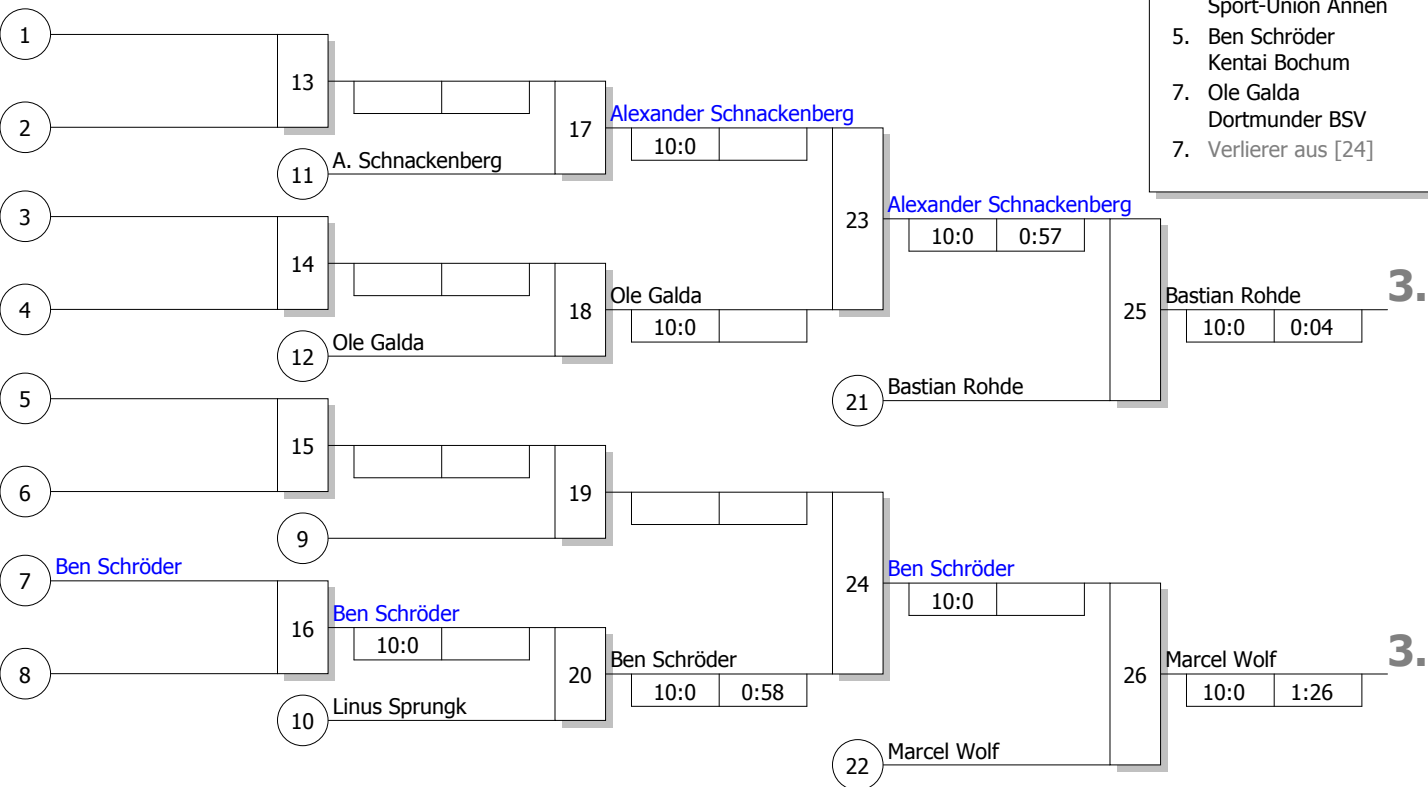 Sport-Union Annen
5. Ben Schröder
Kentai Bochum
7. Ole Galda
Dortmunder BSV
7. Verlierer aus [24]
1
13
2
17
Alexander Schnackenberg
10:0
11
A. Schnackenberg
3
23
Alexander Schnackenberg
10:0 0:57
14
4
18
Ole Galda
10:0
12
Ole Galda
25
Bastian Rohde
3.
10:0 0:04
5
21
Bastian Rohde
15
6
19
9
7
Ben Schröder
24
Ben Schröder
10:0
16
Ben Schröder
10:0
8
20
Ben Schröder
10:0 0:58
10
Linus Sprungk
26
Marcel Wolf
3.
10:0 1:26
22
Marcel Wolf